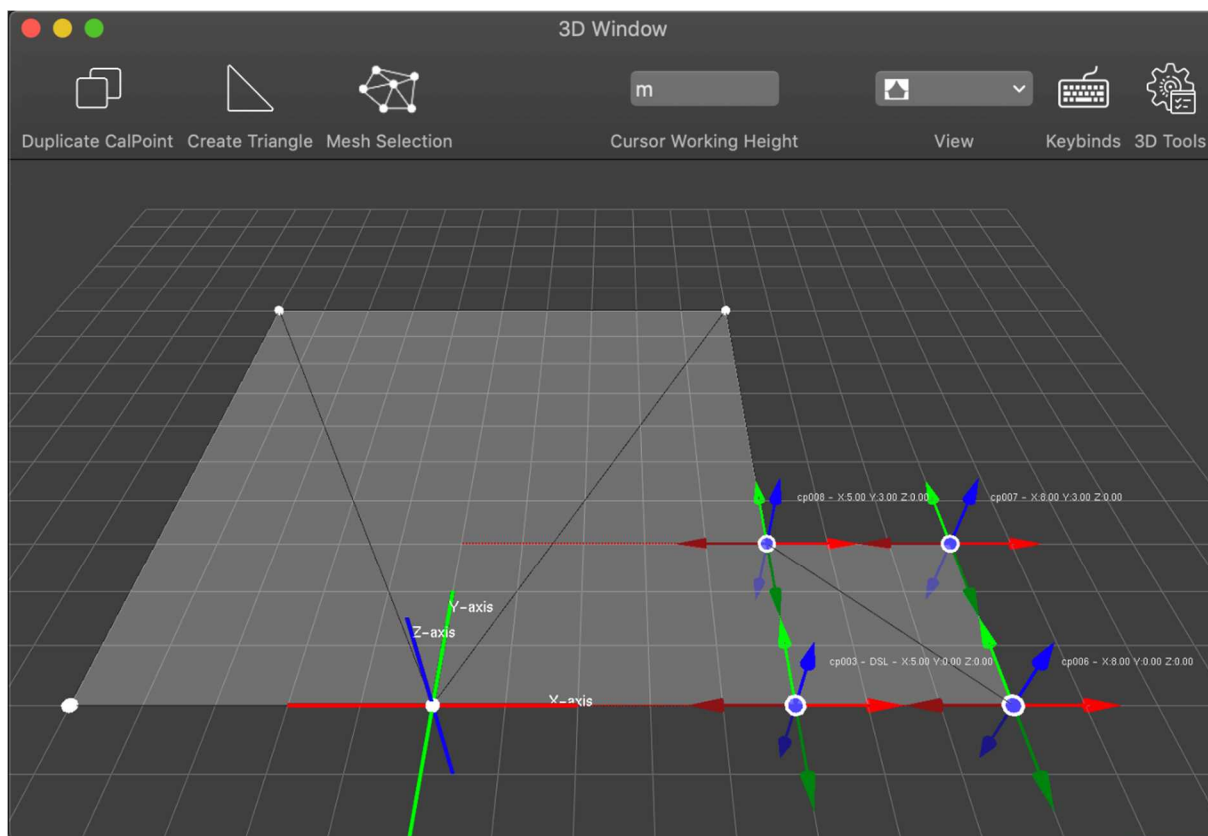 3D Window
m
Duplicate CalPoint Create Triangle Mesh Selection Cursor Working Height View Keybinds 3D Tools
cp008 - X:5.00 Y:3.00 Z:0.00 cp007 - X:8.00 Y:3.00 Z:0.00
Y-axis
Z-axis
cp003 - DSL - X:5.00 Y:0.00 Z:0.00 cp006 - X:8.00 Y:0.00 Z:0.00
X-axis